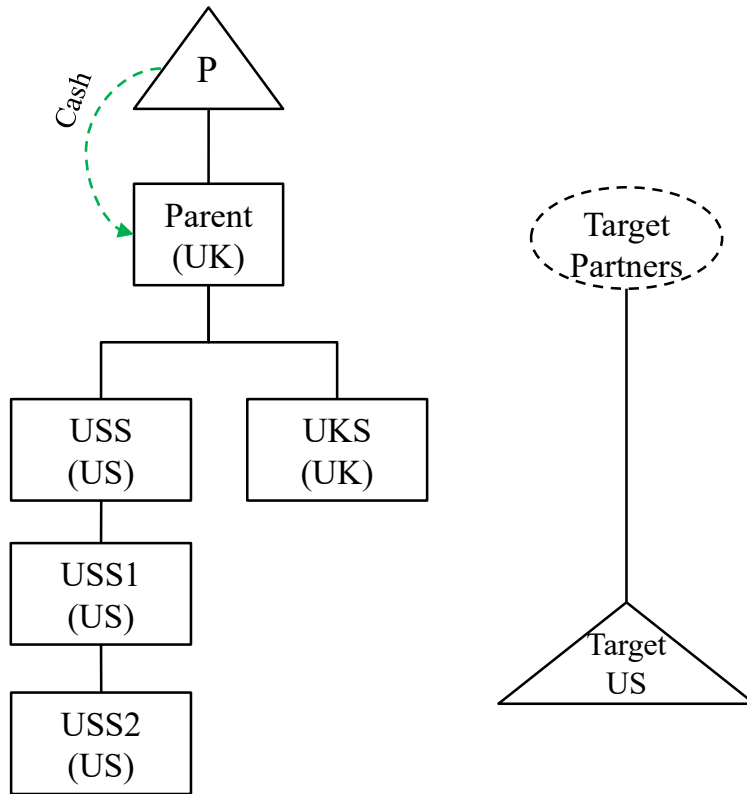 P
Cash
Parent
(UK)
Target
Partners
USS
(US)
UKS
(UK)
USS1
(US)
Target
US
USS2
(US)